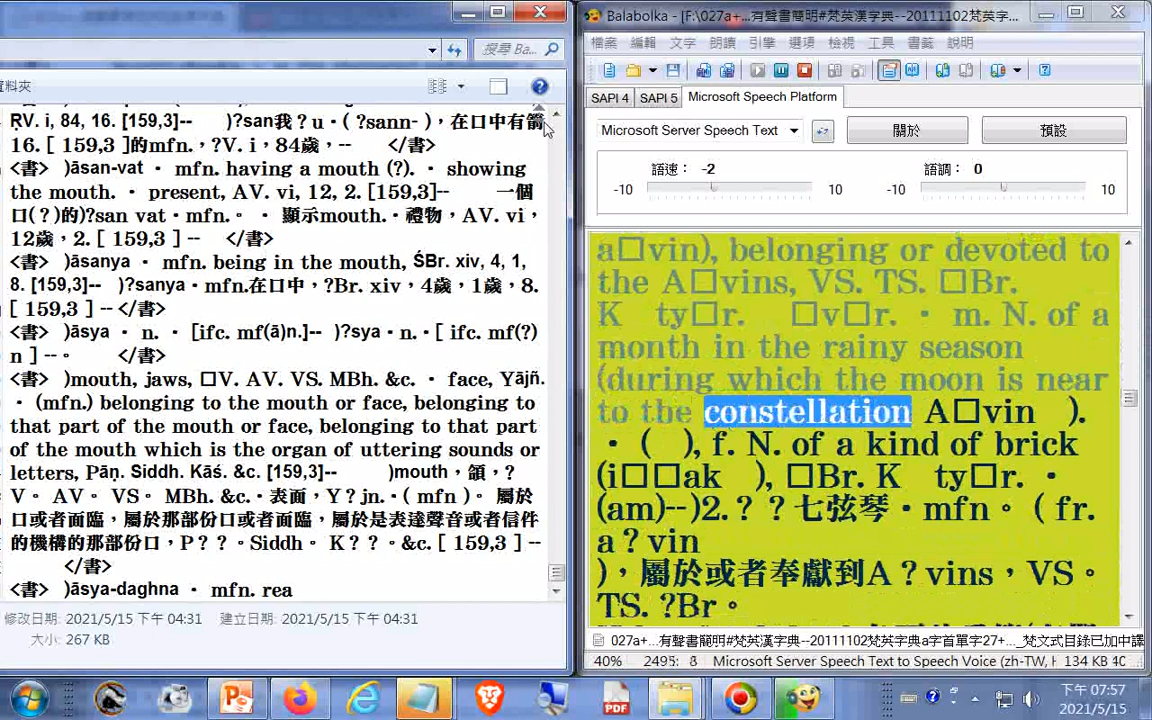 搜尋 Ba...
資料夾
ṚV. i, 84, 16. [159,3]-- )?san我？u‧( ?sann- )，在口中有箭
16.［ 159,3 ]的mfn.，?V. i，84歲，-- </書>
<書> )āsan-vat ‧ mfn. having a mouth (?). ‧ showing
the mouth. ‧ present, AV. vi, 12, 2. [159,3]-- 一個
口(？)的)?san vat‧mfn.。‧ 顯示mouth.‧禮物，AV. vi，
12歲，2.［ 159,3 ］-- </書>
<書> )āsanya ‧ mfn. being in the mouth, ŚBr. xiv, 4, 1,
8. [159,3]-- )?sanya‧mfn.在口中，?Br. xiv，4歲，1歲，8.
[ 159,3 ]-- </書>
<書> )āsya ‧ n. ‧ [ifc. mf(ā)n.]-- )?sya‧n.‧[ ifc. mf(?)
n ] --。 </書>
<書> )mouth, jaws, □V. AV. VS. MBh. &c. ‧ face, Yājñ.
‧ (mfn.) belonging to the mouth or face, belonging to
that part of the mouth or face, belonging to that part
of the mouth which is the organ of uttering sounds or
letters, Pāṇ. Siddh. Kāś. &c. [159,3]-- )mouth，頜，?
V。 AV。 VS。 MBh. &c.‧表面，Y？jn.‧( mfn )。 屬於
口或者面臨，屬於那部份口或者面臨，屬於是表達聲音或者信件
的機構的那部份口，P？？。Siddh。 K？？。&c.[ 159,3 ] --
</書>
<書> )āsya-daghna ‧ mfn. rea
修改日期: 2021/5/15 下午 04:31 建立日期: 2021/5/15 下午 04:31
大小: 267 KB
Balabolka - [F:\027a+...有聲書簡明#梵英漢字典--20111102梵英字...
檔案 編輯 文字 朗讀 引擎 選項 檢視 工具 書籤 說明
SAPI 4 SAPI 5 Microsoft Speech Platform
Microsoft Server Speech Text 關於 預設
語速： -2 語調： 0
-10 10 -10 10
a□vin), belonging or devoted to
the A□vins, VS. TS. □Br.
K ty□r. □v□r. ‧ m. N. of a
month in the rainy season
(during which the moon is near
to the constellation A□vin ).
‧ ( ), f. N. of a kind of brick
(i□□ak ), □Br. K ty□r. ‧
(am)--)2.？？七弦琴‧mfn。( fr.
a？vin
)，屬於或者奉獻到A？vins，VS。
TS. ?Br。
027a+...有聲書簡明#梵英漢字典--20111102梵英字典a字首單字27+..._梵文式目錄已加中譯
40% 2495: 8 Microsoft Server Speech Text to Speech Voice (zh-TW, H 134 KB
PDF
下午 07:57
2021/5/15